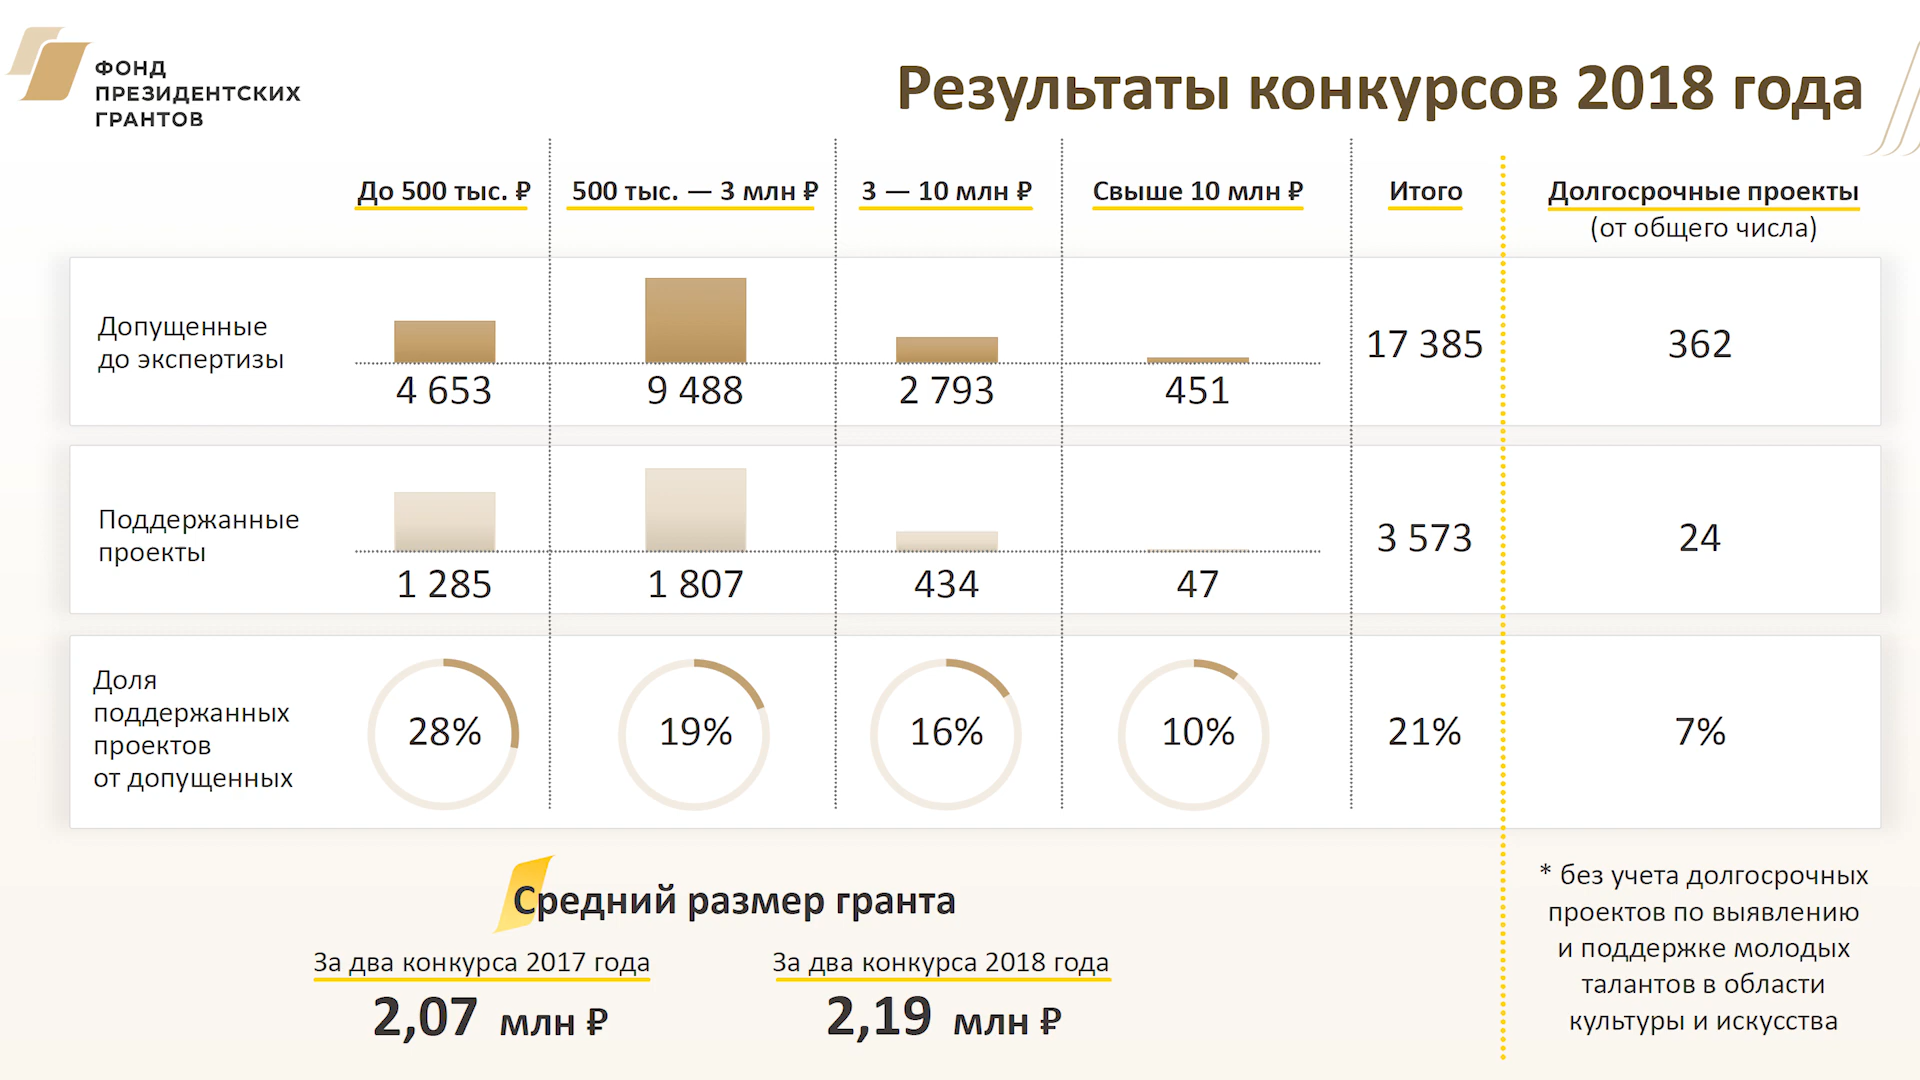 ФОНД
ПРЕЗИДЕНТСКИХ
ГРАНТОВ
Результаты конкурсов 2018 года
До 500 тыс. ₽
500 тыс. — 3 млн ₽
3 — 10 млн ₽
Свыше 10 млн ₽
Итого
Долгосрочные проекты
(от общего числа)
Допущенные
до экспертизы
4 653
9 488
2 793
451
17 385
362
Поддержанные
проекты
1 285
1 807
434
47
3 573
24
Доля
поддержанных
проектов
от допущенных
28%
19%
16%
10%
21%
7%
Средний размер гранта
За два конкурса 2017 года
2,07 млн ₽
За два конкурса 2018 года
2,19 млн ₽
* без учета долгосрочных
проектов по выявлению
и поддержке молодых
талантов в области
культуры и искусства